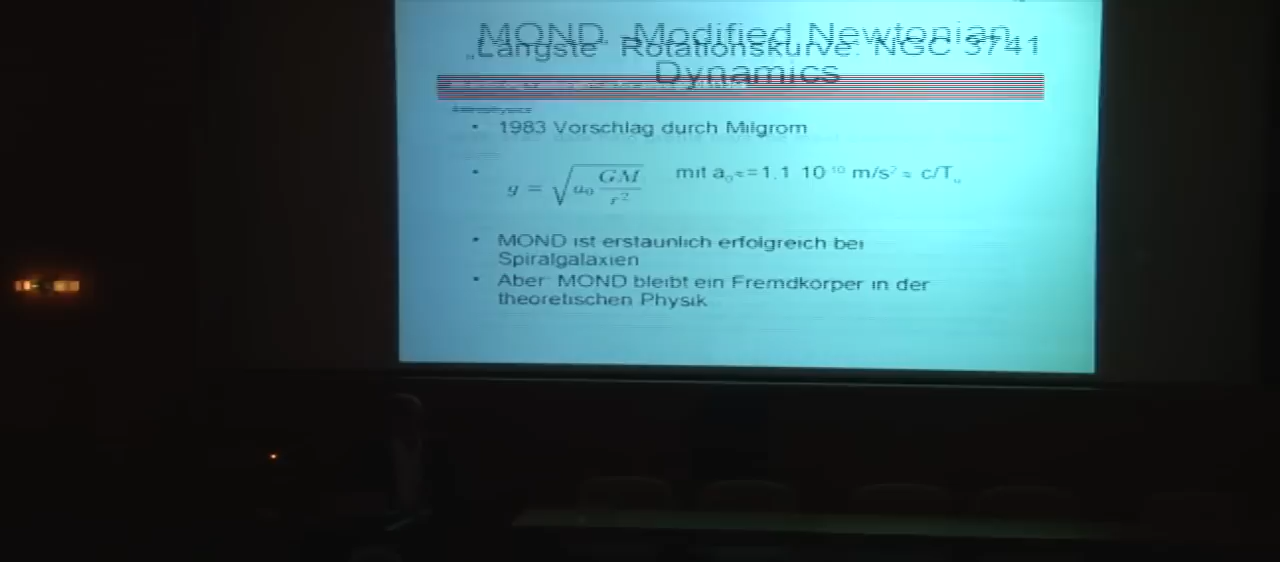 MOND Modified Newtonian
„Längste" Rotationskurve: NGC 3741
Dynamics
• 1983 Vorschlag durch Milgrom
• g = √(a₀ GM/r²) mit a₀≈=1,1 10⁻¹⁰ m/s² ≈ c/Tᵤ
• MOND ist erstaunlich erfolgreich bei
Spiralgalaxien
• Aber: MOND bleibt ein Fremdkörper in der
theoretischen Physik